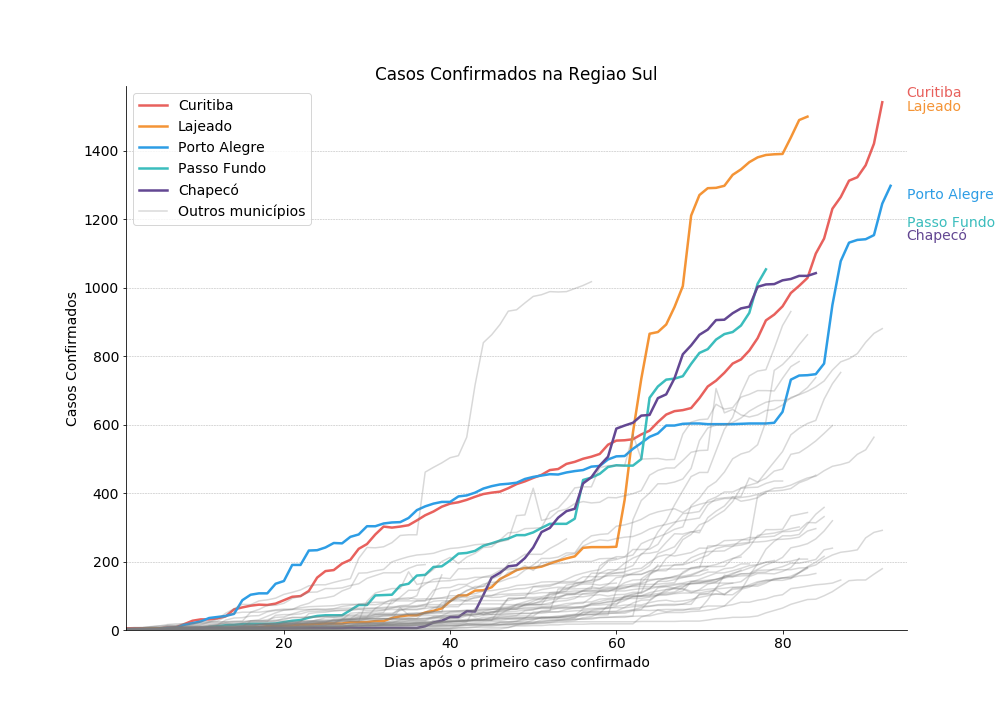 Casos Confirmados na Regiao Sul
Curitiba
Lajeado
Porto Alegre
Passo Fundo
Chapecó
Outros municípios
Curitiba
Lajeado
Porto Alegre
Passo Fundo
Chapecó
Casos Confirmados
1400
1200
1000
800
600
400
200
0
20
40
60
80
Dias após o primeiro caso confirmado